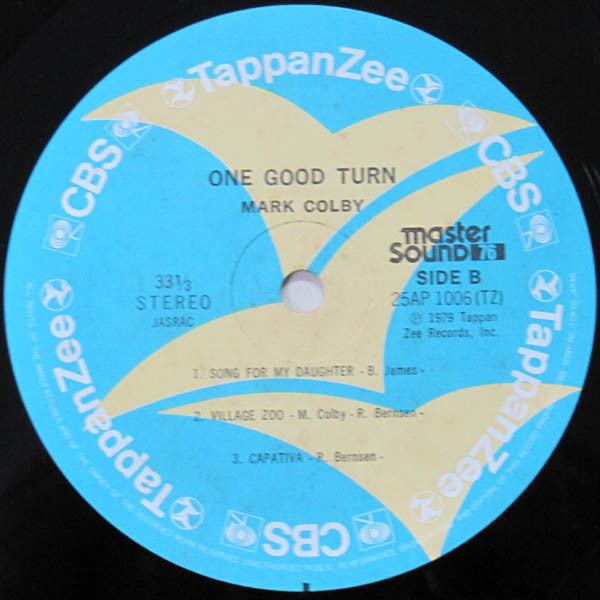 TappanZee
CBS
CBS
ONE GOOD TURN
MARK COLBY
master
SOUND 76
33⅓
STEREO
JASRAC
SIDE B
25AP 1006 (TZ)
℗ 1979 Tappan
Zee Records, Inc.
1. SONG FOR MY DAUGHTER - B. James -
2. VILLAGE ZOO - M. Colby - R. Bernsen -
3. CAPATIVA - R. Bernsen -
TappanZee
TappanZee
CBS